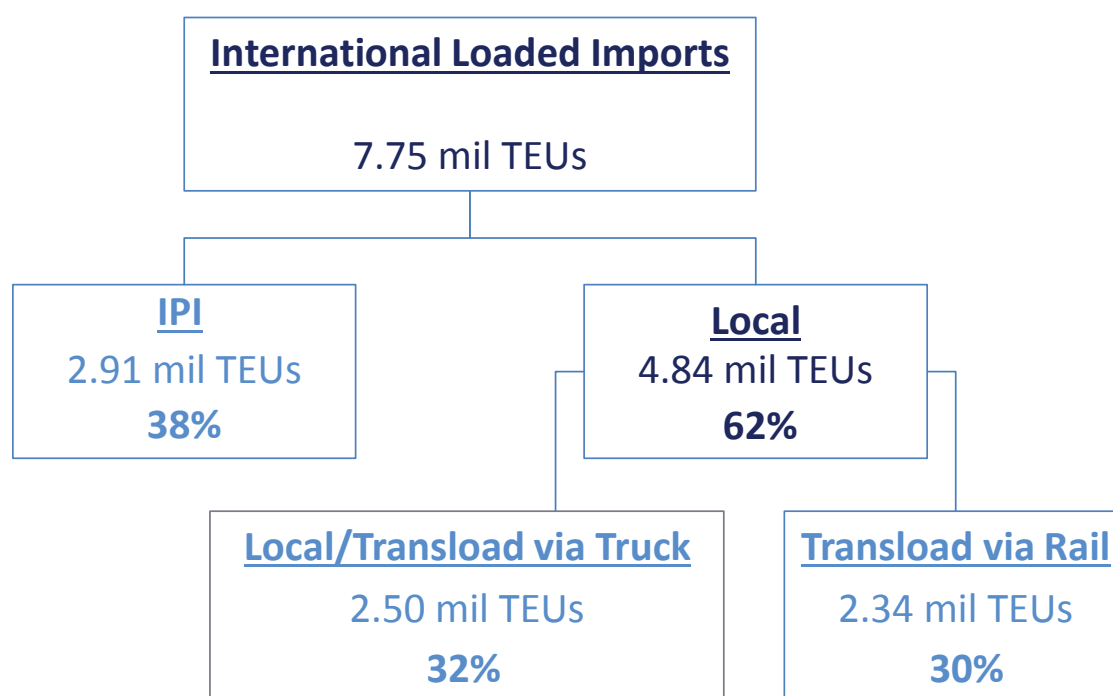 International Loaded Imports
7.75 mil TEUs
IPI
2.91 mil TEUs
38%
Local
4.84 mil TEUs
62%
Local/Transload via Truck
2.50 mil TEUs
32%
Transload via Rail
2.34 mil TEUs
30%